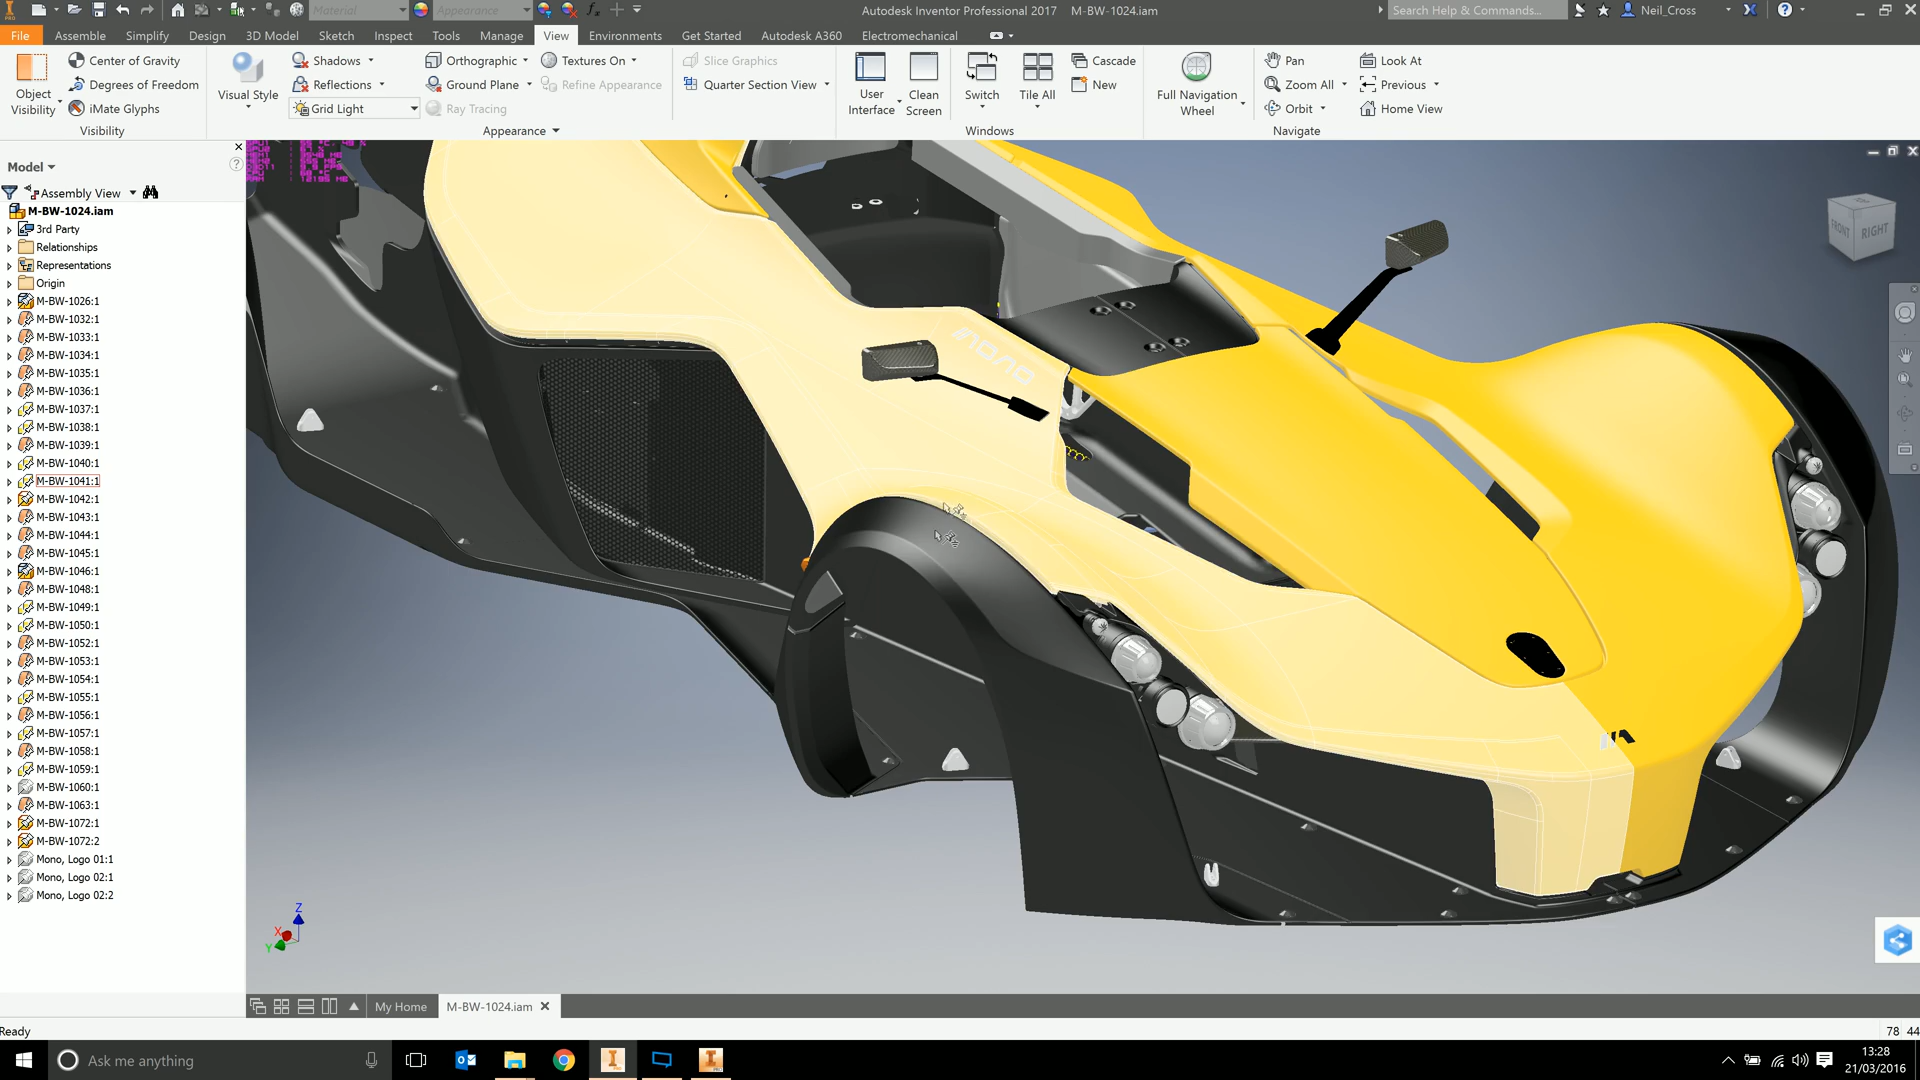 Material
Appearance
Autodesk Inventor Professional 2017 M-BW-1024.iam
Search Help & Commands...
Neil_Cross
File Assemble Simplify Design 3D Model Sketch Inspect Tools Manage View Environments Get Started Autodesk A360 Electromechanical
Object Visibility
Center of Gravity
Degrees of Freedom
iMate Glyphs
Visibility
Visual Style
Shadows
Reflections
Grid Light
Orthographic
Ground Plane
Ray Tracing
Textures On
Refine Appearance
Appearance
Slice Graphics
Quarter Section View
User Interface
Clean Screen
Switch
Tile All
Cascade
New
Windows
Full Navigation Wheel
Pan
Zoom All
Orbit
Look At
Previous
Home View
Navigate
Model
Assembly View
M-BW-1024.iam
3rd Party
Relationships
Representations
Origin
M-BW-1026:1
M-BW-1032:1
M-BW-1033:1
M-BW-1034:1
M-BW-1035:1
M-BW-1036:1
M-BW-1037:1
M-BW-1038:1
M-BW-1039:1
M-BW-1040:1
M-BW-1041:1
M-BW-1042:1
M-BW-1043:1
M-BW-1044:1
M-BW-1045:1
M-BW-1046:1
M-BW-1048:1
M-BW-1049:1
M-BW-1050:1
M-BW-1052:1
M-BW-1053:1
M-BW-1054:1
M-BW-1055:1
M-BW-1056:1
M-BW-1057:1
M-BW-1058:1
M-BW-1059:1
M-BW-1060:1
M-BW-1063:1
M-BW-1072:1
M-BW-1072:2
Mono, Logo 01:1
Mono, Logo 02:1
Mono, Logo 02:2
TOP
FRONT
RIGHT
Z
X
Y
My Home
M-BW-1024.iam
Ready
78 44
Ask me anything
13:28
21/03/2016